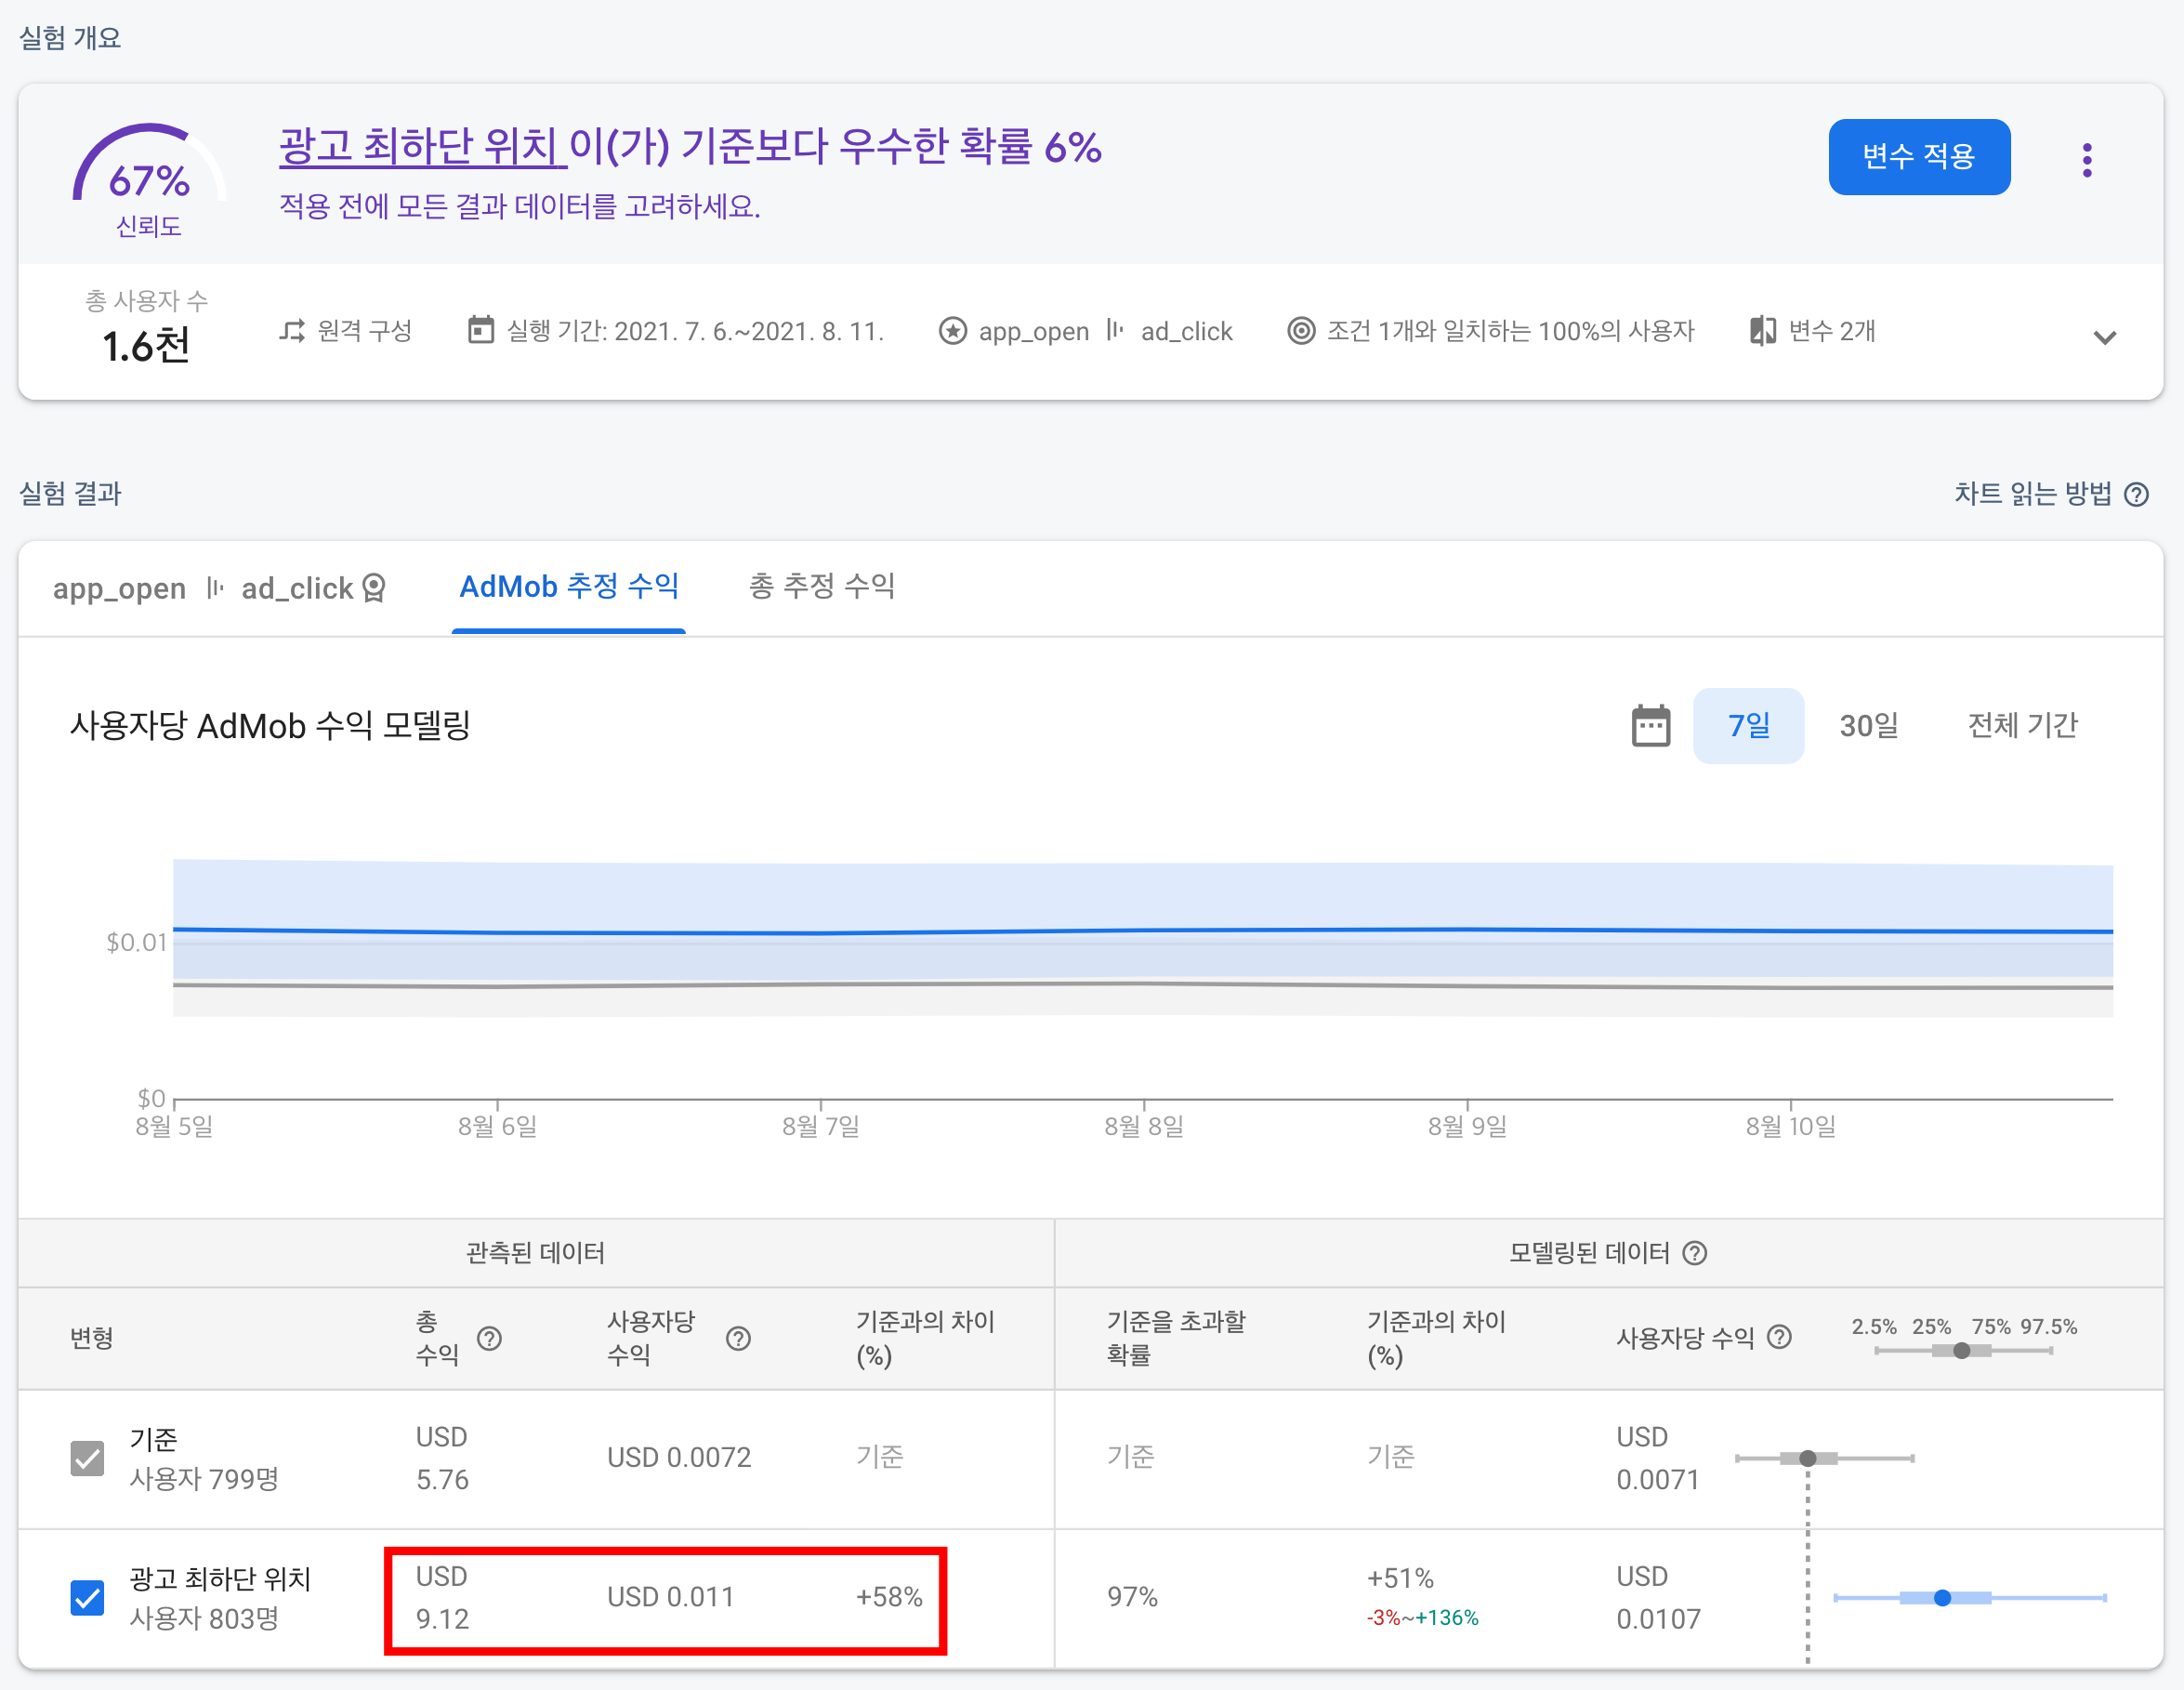 실험 개요
67%
신뢰도
광고 최하단 위치 이(가) 기준보다 우수한 확률 6%
적용 전에 모든 결과 데이터를 고려하세요.
변수 적용
총 사용자 수
1.6천
원격 구성
실행 기간: 2021. 7. 6.~2021. 8. 11.
app_open ad_click
조건 1개와 일치하는 100%의 사용자
변수 2개
실험 결과
차트 읽는 방법
app_open ad_click
AdMob 추정 수익
총 추정 수익
사용자당 AdMob 수익 모델링
7일
30일
전체 기간
$0.01
$0
8월 5일
8월 6일
8월 7일
8월 8일
8월 9일
8월 10일
관측된 데이터
모델링된 데이터
변형
총
수익
사용자당
수익
기준과의 차이
(%)
기준을 초과할
확률
기준과의 차이
(%)
사용자당 수익
2.5% 25% 75% 97.5%
기준
사용자 799명
USD
5.76
USD 0.0072
기준
기준
기준
USD
0.0071
광고 최하단 위치
사용자 803명
USD
9.12
USD 0.011
+58%
97%
+51%
-3%~+136%
USD
0.0107